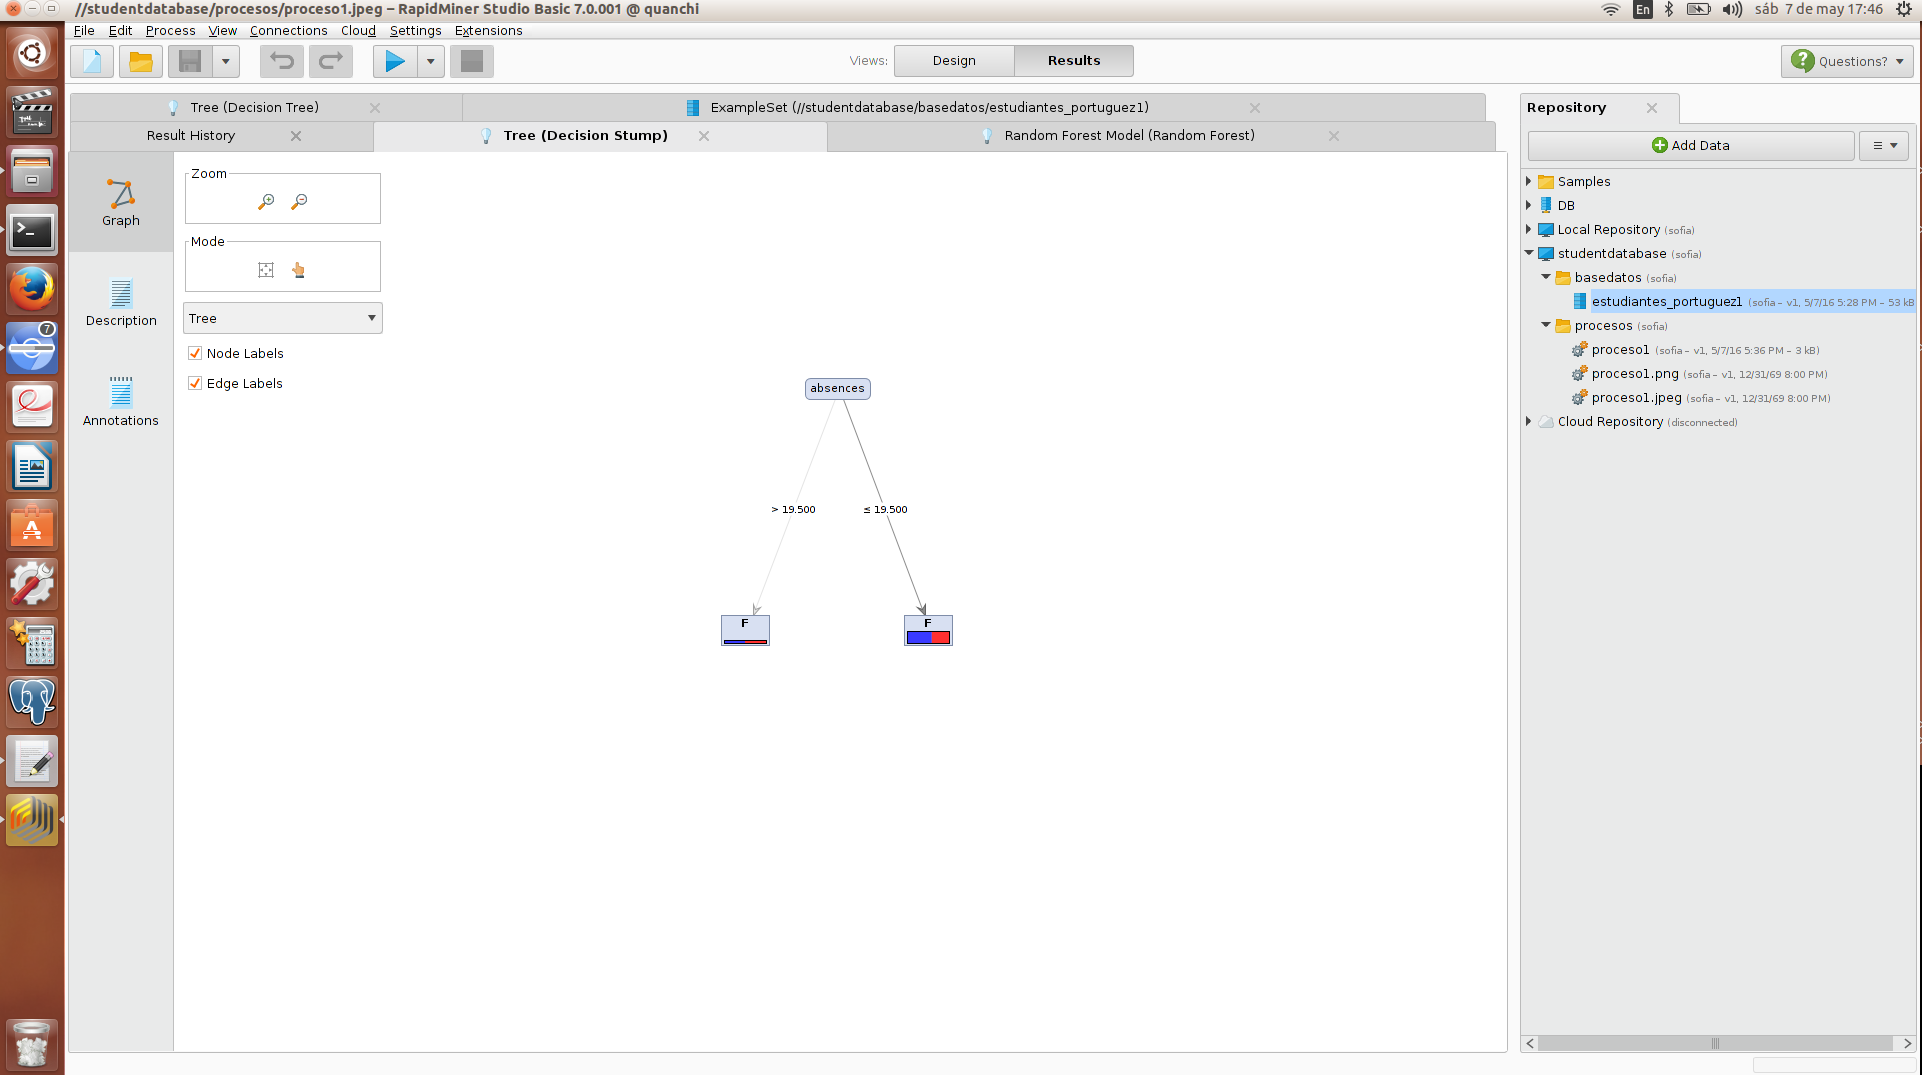 //studentdatabase/procesos/proceso1.jpeg – RapidMiner Studio Basic 7.0.001 @ quanchi
En
sáb 7 de may 17:46
File Edit Process View Connections Cloud Settings Extensions
Views: Design Results
Questions?
Tree (Decision Tree)
ExampleSet (//studentdatabase/basedatos/estudiantes_portuguez1)
Result History
Tree (Decision Stump)
Random Forest Model (Random Forest)
Graph
Description
Annotations
Zoom
Mode
Tree
Node Labels
Edge Labels
absences
> 19.500
≤ 19.500
F
F
Repository
Add Data
Samples
DB
Local Repository (sofia)
studentdatabase (sofia)
basedatos (sofia)
estudiantes_portuguez1 (sofia – v1, 5/7/16 5:28 PM – 53 kB
procesos (sofia)
proceso1 (sofia – v1, 5/7/16 5:36 PM – 3 kB)
proceso1.png (sofia – v1, 12/31/69 8:00 PM)
proceso1.jpeg (sofia – v1, 12/31/69 8:00 PM)
Cloud Repository (disconnected)
7